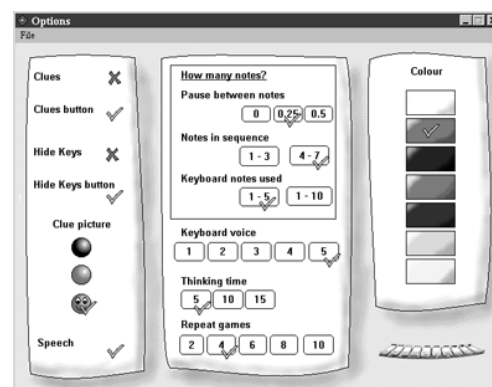 Options
File
Clues
Clues button
Hide Keys
Hide Keys button
Clue picture
Speech
How many notes?
Pause between notes
0 0.25 0.5
Notes in sequence
1 - 3 4 - 7
Keyboard notes used
1 - 5 1 - 10
Keyboard voice
1 2 3 4 5
Thinking time
5 10 15
Repeat games
2 4 6 8 10
Colour